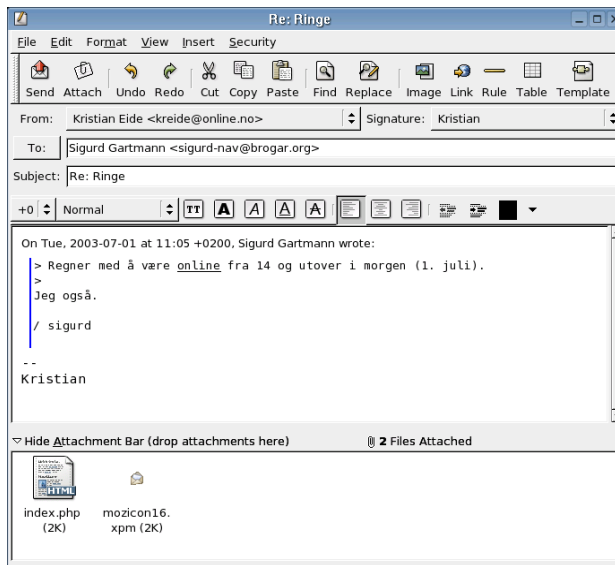 Re: Ringe
File Edit Format View Insert Security
Send Attach Undo Redo Cut Copy Paste Find Replace Image Link Rule Table Template
From: Kristian Eide <kreide@online.no> Signature: Kristian
To: Sigurd Gartmann <sigurd-nav@brogar.org>
Subject: Re: Ringe
+0 Normal TT A A A A
On Tue, 2003-07-01 at 11:05 +0200, Sigurd Gartmann wrote:
> Regner med å være online fra 14 og utover i morgen (1. juli).
>
Jeg også.
/ sigurd
--
Kristian
Hide Attachment Bar (drop attachments here) 2 Files Attached
HTML
index.php mozicon16.
(2K) xpm (2K)